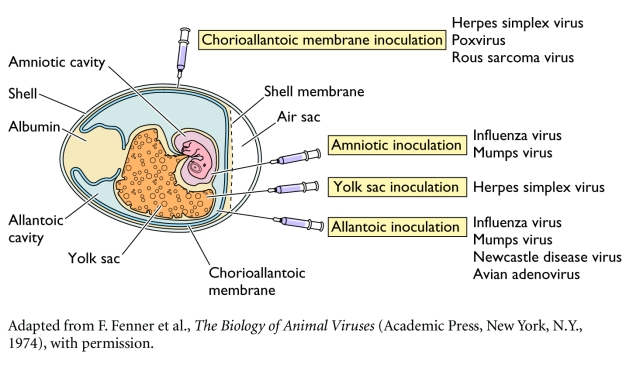 Herpes simplex virus
Chorioallantoic membrane inoculation
Poxvirus
Rous sarcoma virus
Amniotic cavity
Shell
Shell membrane
Air sac
Albumin
Amniotic inoculation
Influenza virus
Mumps virus
Yolk sac inoculation
Herpes simplex virus
Allantoic cavity
Allantoic inoculation
Influenza virus
Mumps virus
Newcastle disease virus
Avian adenovirus
Yolk sac
Chorioallantoic
membrane
Adapted from F. Fenner et al., The Biology of Animal Viruses (Academic Press, New York, N.Y.,
1974), with permission.